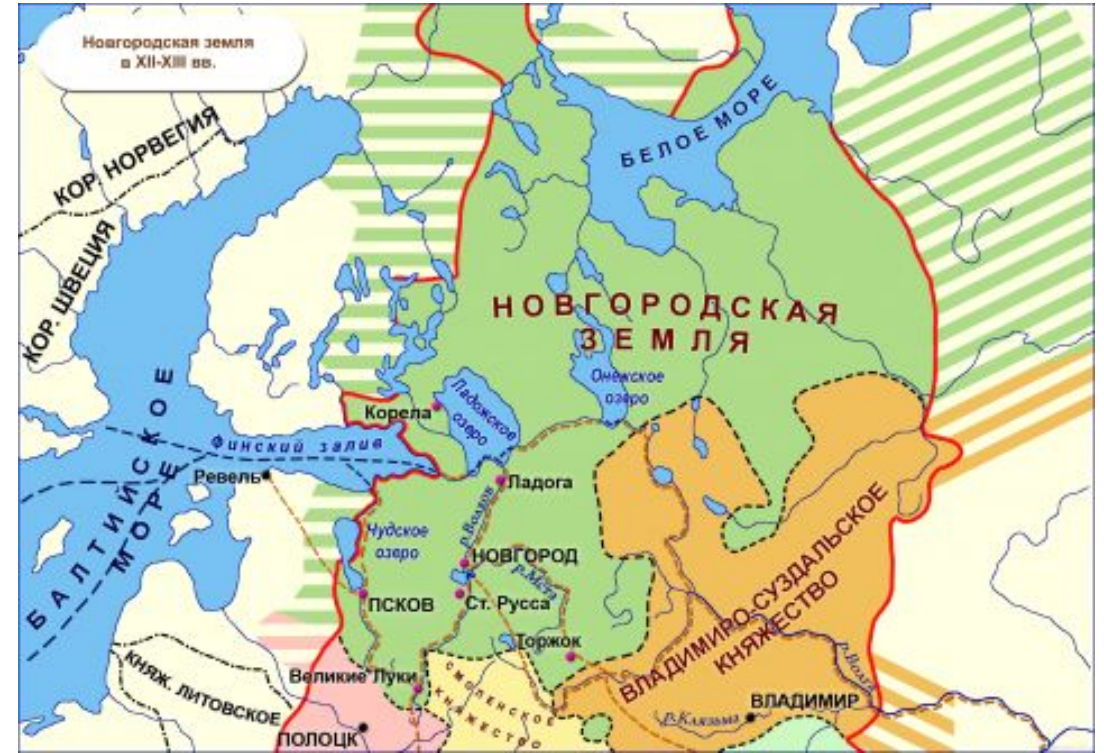 Новгородская земля
в XII-XIII вв.
БЕЛОЕ МОРЕ
КОР. НОРВЕГИЯ
КОР. ШВЕЦИЯ
НОВГОРОДСКАЯ
ЗЕМЛЯ
Онежское
озеро
Ладожское
озеро
Корела
Финский залив
БАЛТИЙСКОЕ
МОРЕ
Ревель
Ладога
р.Волхов
Чудское
озеро
НОВГОРОД
р.Мста
ПСКОВ
Ст. Русса
Торжок
ВЛАДИМИРО-СУЗДАЛЬСКОЕ
КНЯЖЕСТВО
р.Волга
Великие Луки
СМОЛЕНСКОЕ
КНЯЖЕСТВО
КНЯЖ. ЛИТОВСКОЕ
ПОЛОЦК
р.Клязьма
ВЛАДИМИР